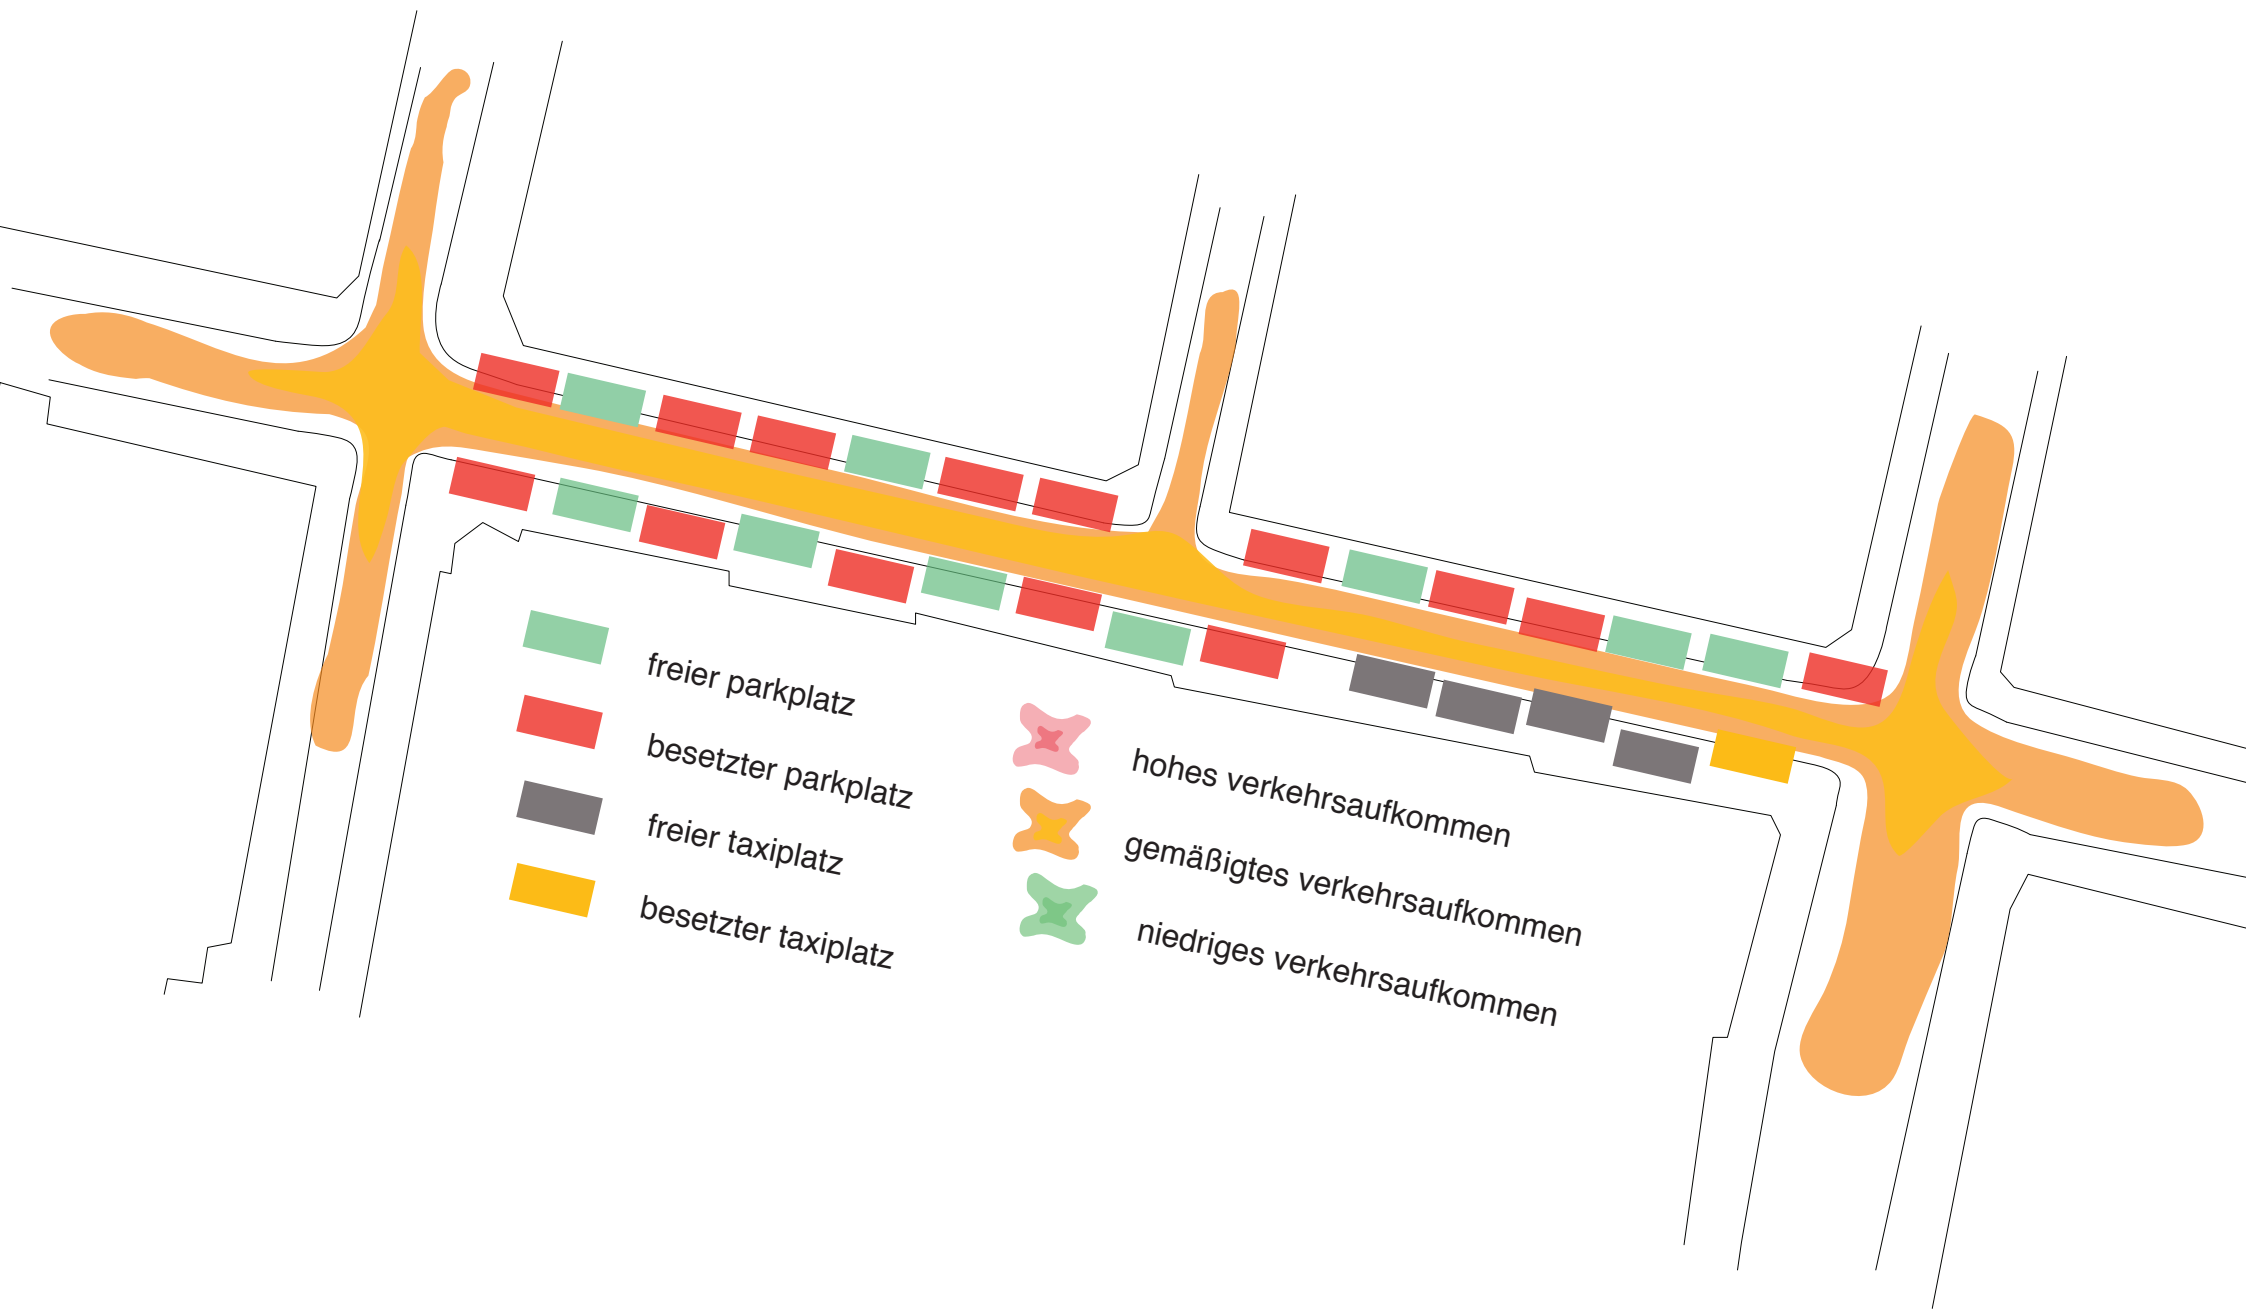 freier parkplatz
besetzter parkplatz
freier taxiplatz
besetzter taxiplatz
hohes verkehrsaufkommen
gemäßigtes verkehrsaufkommen
niedriges verkehrsaufkommen